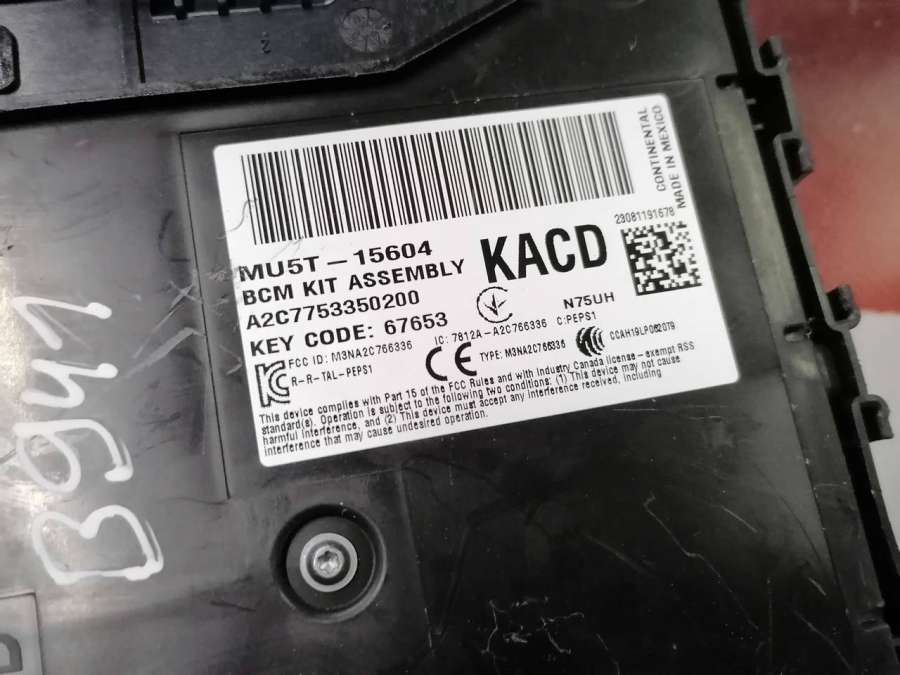 2
CONTINENTAL
MADE IN MEXICO
23081191678
MU5T-15604
KACD
BCM KIT ASSEMBLY
A2C7753350200
N75UH
KEY CODE: 67653
FCC ID: M3NA2C766336
IC: 7812A-A2C766336 C:PEPS1
R-R-TAL-PEPS1
CE TYPE: M3NA2C766336
CCAH19LP0620T9
This device complies with Part 15 of the FCC Rules and with Industry Canada license - exempt RSS
standard(s). Operation is subject to the following two conditions: (1) This device may not cause
harmful interference, and (2) This device must accept any interference received, including
interference that may cause undesired operation.
B941